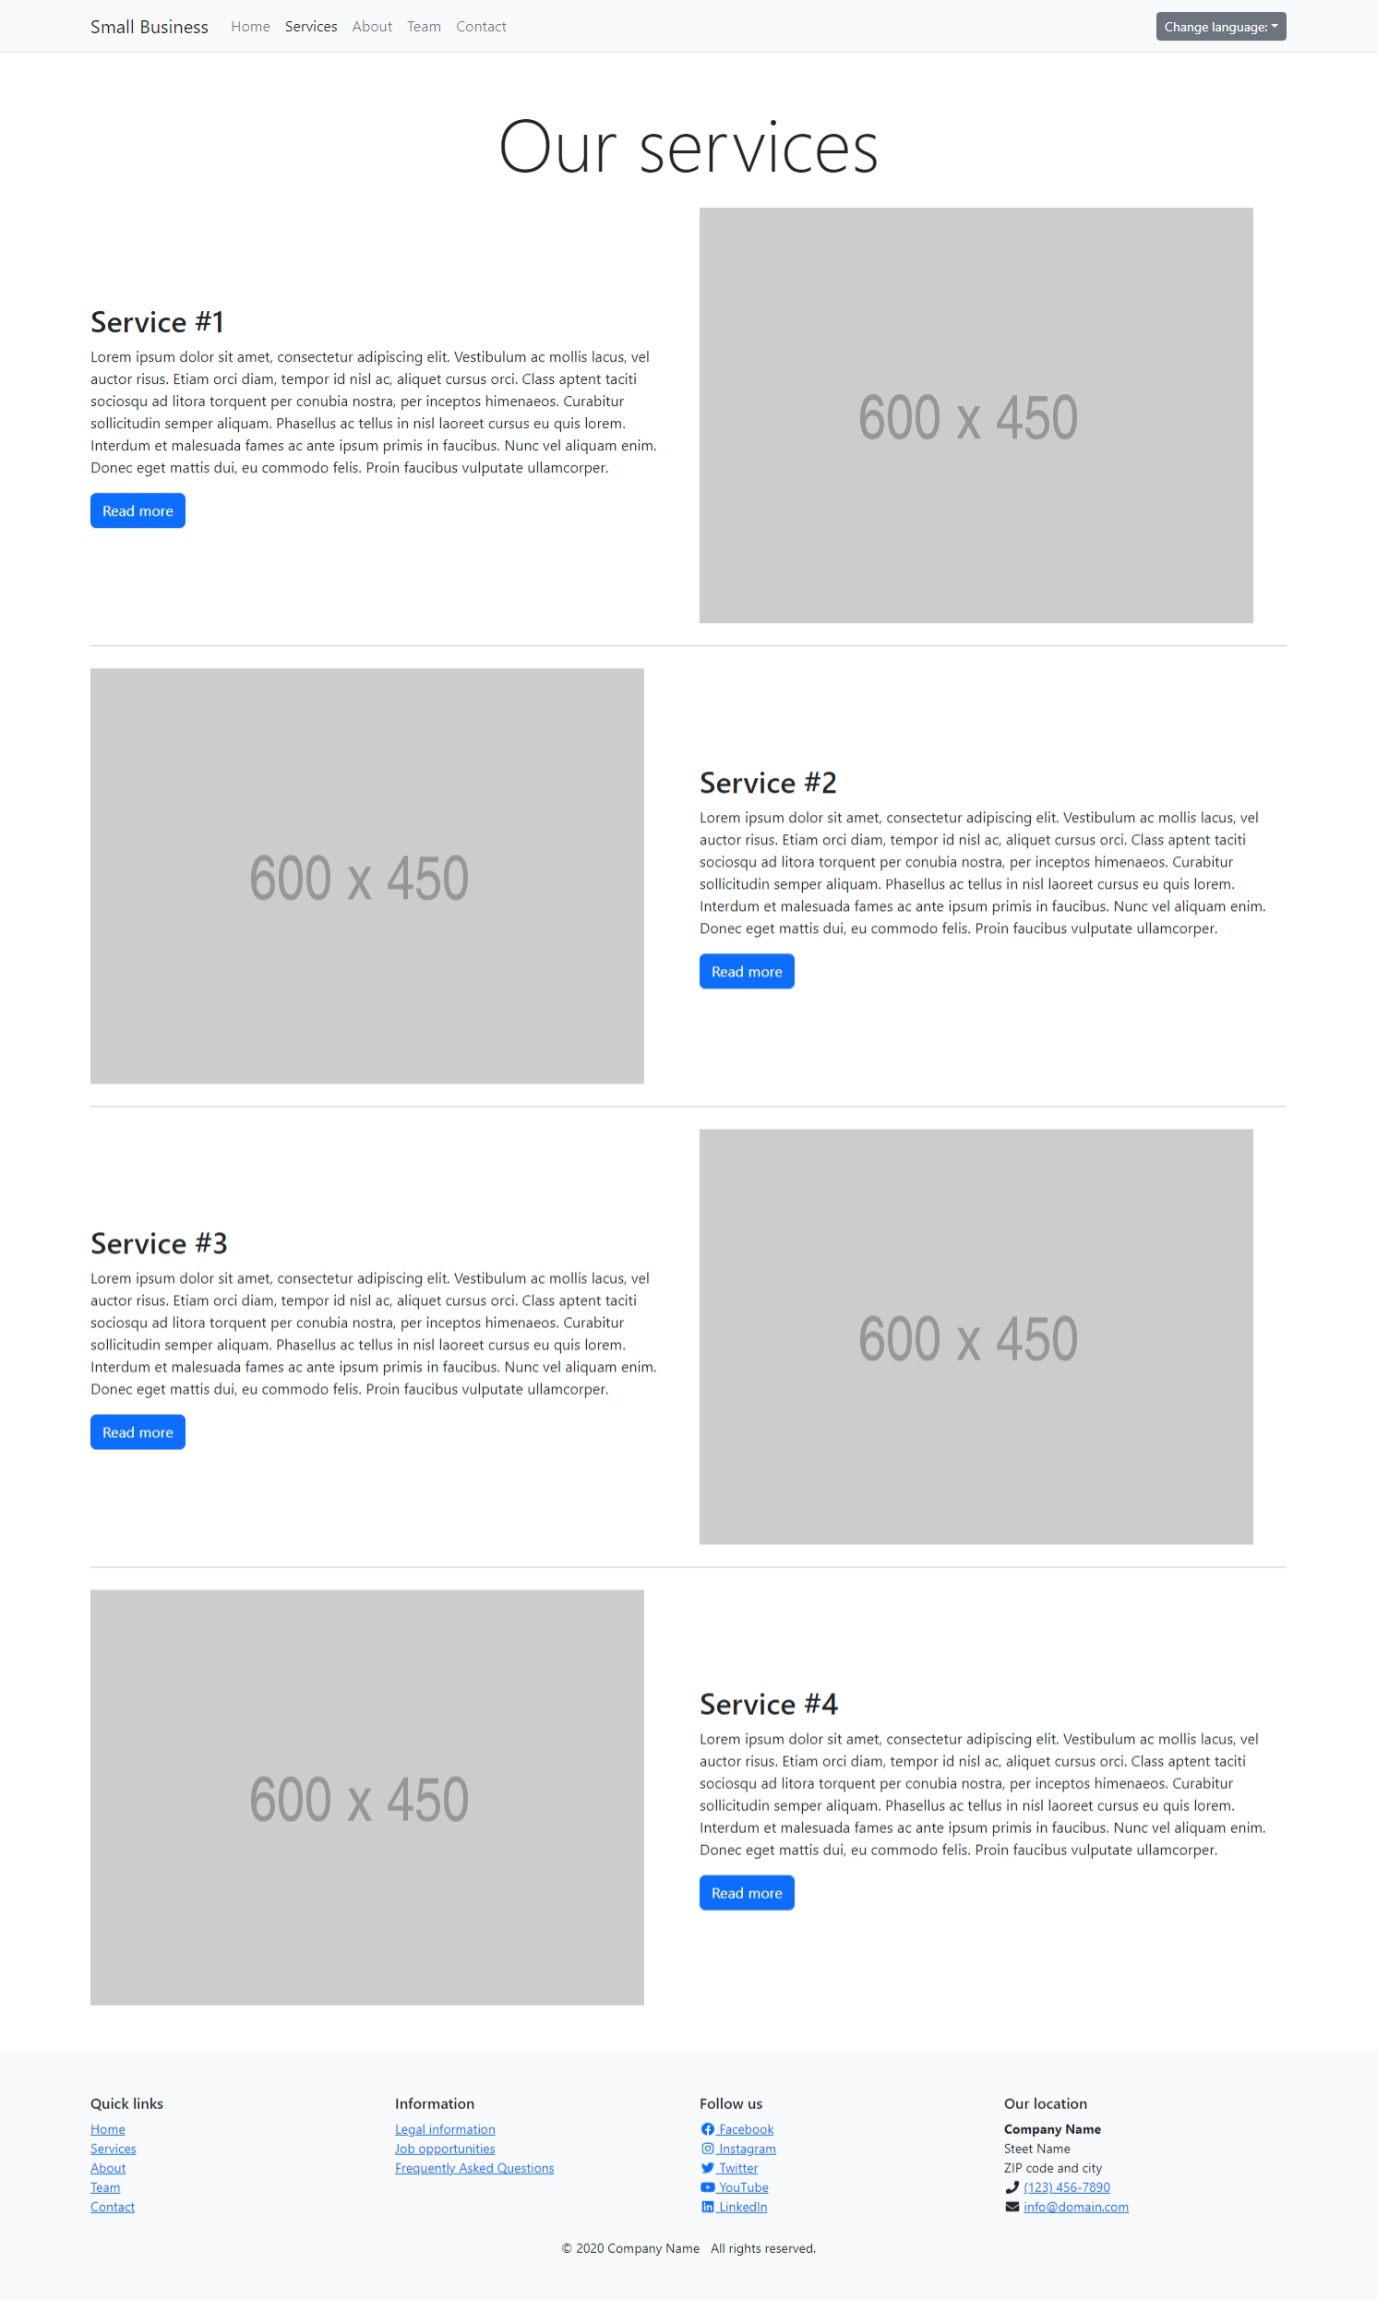 Small Business Home Services About Team Contact Change language:
Our services
Service #1
Lorem ipsum dolor sit amet, consectetur adipiscing elit. Vestibulum ac mollis lacus, vel
auctor risus. Etiam orci diam, tempor id nisl ac, aliquet cursus orci. Class aptent taciti
sociosqu ad litora torquent per conubia nostra, per inceptos himenaeos. Curabitur
sollicitudin semper aliquam. Phasellus ac tellus in nisl laoreet cursus eu quis lorem.
Interdum et malesuada fames ac ante ipsum primis in faucibus. Nunc vel aliquam enim.
Donec eget mattis dui, eu commodo felis. Proin faucibus vulputate ullamcorper.
Read more
600 x 450
600 x 450
Service #2
Lorem ipsum dolor sit amet, consectetur adipiscing elit. Vestibulum ac mollis lacus, vel
auctor risus. Etiam orci diam, tempor id nisl ac, aliquet cursus orci. Class aptent taciti
sociosqu ad litora torquent per conubia nostra, per inceptos himenaeos. Curabitur
sollicitudin semper aliquam. Phasellus ac tellus in nisl laoreet cursus eu quis lorem.
Interdum et malesuada fames ac ante ipsum primis in faucibus. Nunc vel aliquam enim.
Donec eget mattis dui, eu commodo felis. Proin faucibus vulputate ullamcorper.
Read more
Service #3
Lorem ipsum dolor sit amet, consectetur adipiscing elit. Vestibulum ac mollis lacus, vel
auctor risus. Etiam orci diam, tempor id nisl ac, aliquet cursus orci. Class aptent taciti
sociosqu ad litora torquent per conubia nostra, per inceptos himenaeos. Curabitur
sollicitudin semper aliquam. Phasellus ac tellus in nisl laoreet cursus eu quis lorem.
Interdum et malesuada fames ac ante ipsum primis in faucibus. Nunc vel aliquam enim.
Donec eget mattis dui, eu commodo felis. Proin faucibus vulputate ullamcorper.
Read more
600 x 450
600 x 450
Service #4
Lorem ipsum dolor sit amet, consectetur adipiscing elit. Vestibulum ac mollis lacus, vel
auctor risus. Etiam orci diam, tempor id nisl ac, aliquet cursus orci. Class aptent taciti
sociosqu ad litora torquent per conubia nostra, per inceptos himenaeos. Curabitur
sollicitudin semper aliquam. Phasellus ac tellus in nisl laoreet cursus eu quis lorem.
Interdum et malesuada fames ac ante ipsum primis in faucibus. Nunc vel aliquam enim.
Donec eget mattis dui, eu commodo felis. Proin faucibus vulputate ullamcorper.
Read more
Quick links
Home
Services
About
Team
Contact
Information
Legal information
Job opportunities
Frequently Asked Questions
Follow us
Facebook
Instagram
Twitter
YouTube
LinkedIn
Our location
Company Name
Steet Name
ZIP code and city
(123) 456-7890
info@domain.com
© 2020 Company Name All rights reserved.